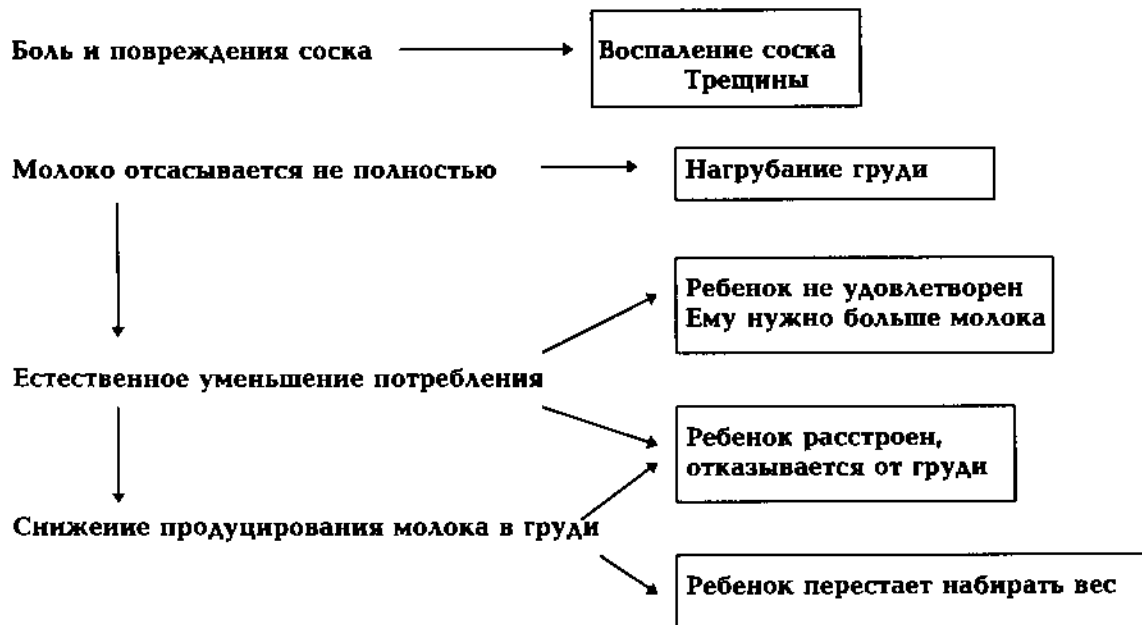 Боль и повреждения соска
Воспаление соска
Трещины
Молоко отсасывается не полностью
Нагрубание груди
Ребенок не удовлетворен
Ему нужно больше молока
Естественное уменьшение потребления
Ребенок расстроен,
отказывается от груди
Снижение продуцирования молока в груди
Ребенок перестает набирать вес